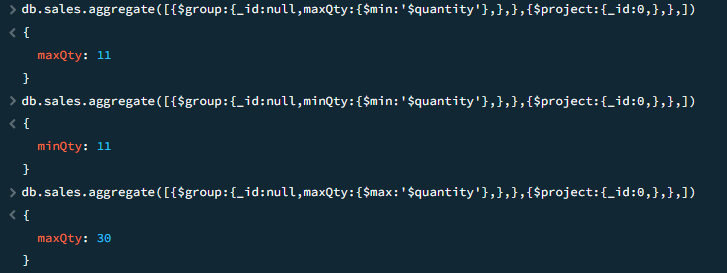 > db.sales.aggregate([{$group:{_id:null,maxQty:{$min:'$quantity'},},},{$project:{_id:0,},},])
< {
maxQty: 11
}
> db.sales.aggregate([{$group:{_id:null,minQty:{$min:'$quantity'},},},{$project:{_id:0,},},])
< {
minQty: 11
}
> db.sales.aggregate([{$group:{_id:null,maxQty:{$max:'$quantity'},},},{$project:{_id:0,},},])
< {
maxQty: 30
}